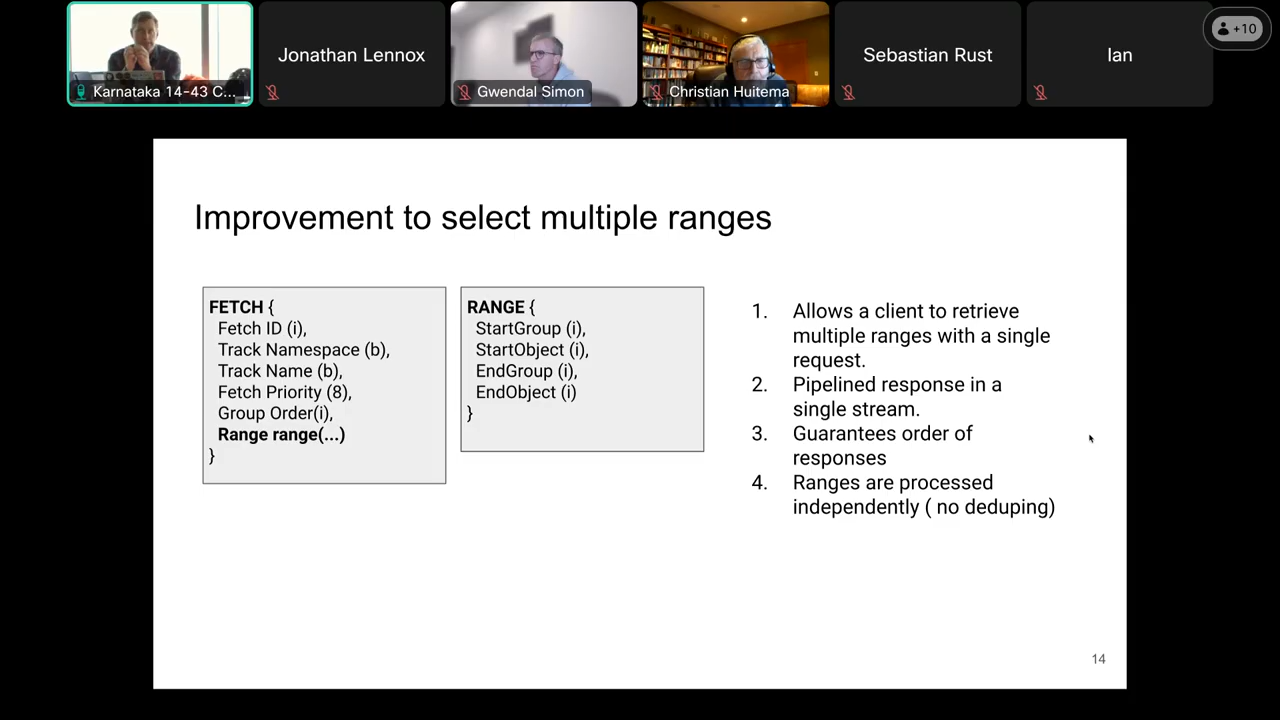 Karnataka 14-43 C...
Jonathan Lennox
Gwendal Simon
Christian Huitema
Sebastian Rust
Ian
+10
Improvement to select multiple ranges
FETCH {
Fetch ID (i),
Track Namespace (b),
Track Name (b),
Fetch Priority (8),
Group Order(i),
Range range(...)
}
RANGE {
StartGroup (i),
StartObject (i),
EndGroup (i),
EndObject (i)
}
1. Allows a client to retrieve
multiple ranges with a single
request.
2. Pipelined response in a
single stream.
3. Guarantees order of
responses
4. Ranges are processed
independently ( no deduping)
14